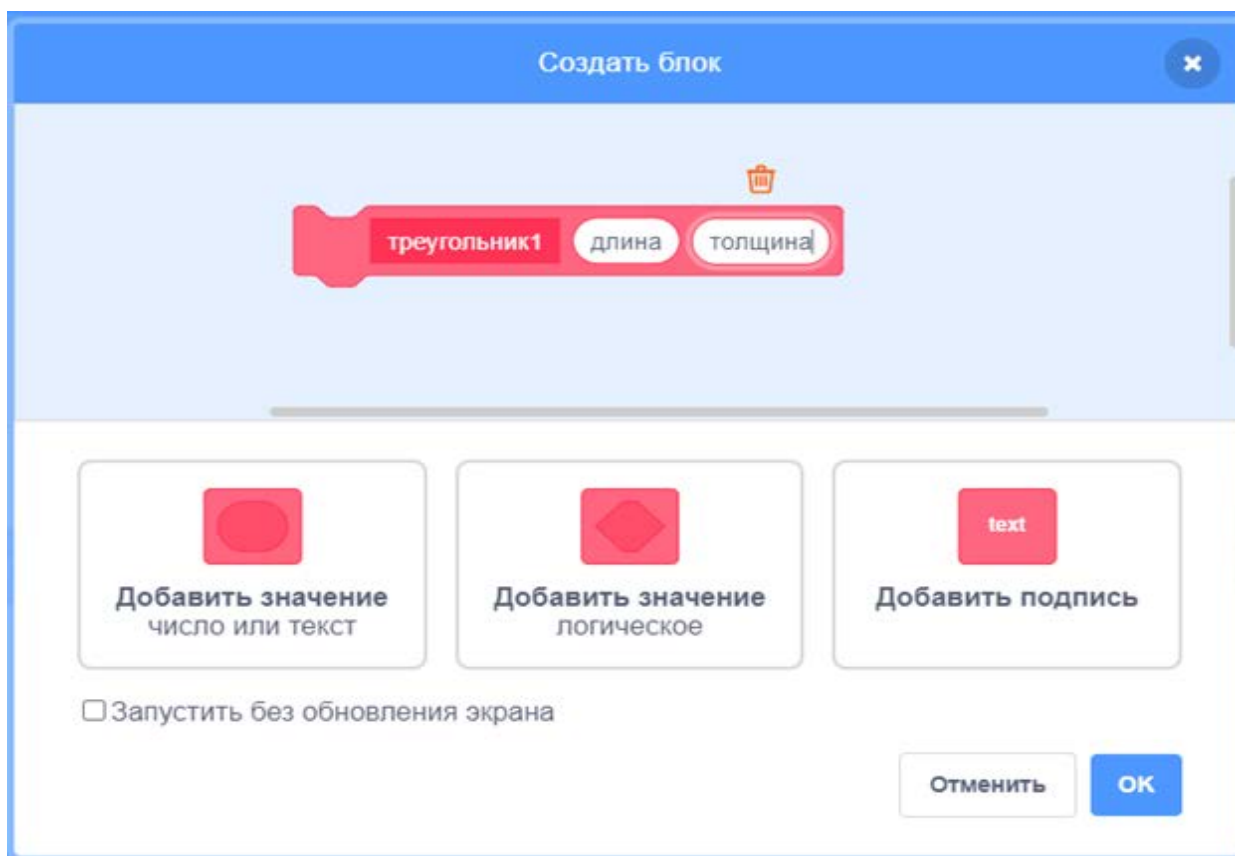 Создать блок
треугольник1 длина толщина
text
Добавить значение
число или текст
Добавить значение
логическое
Добавить подпись
Запустить без обновления экрана
Отменить
OK